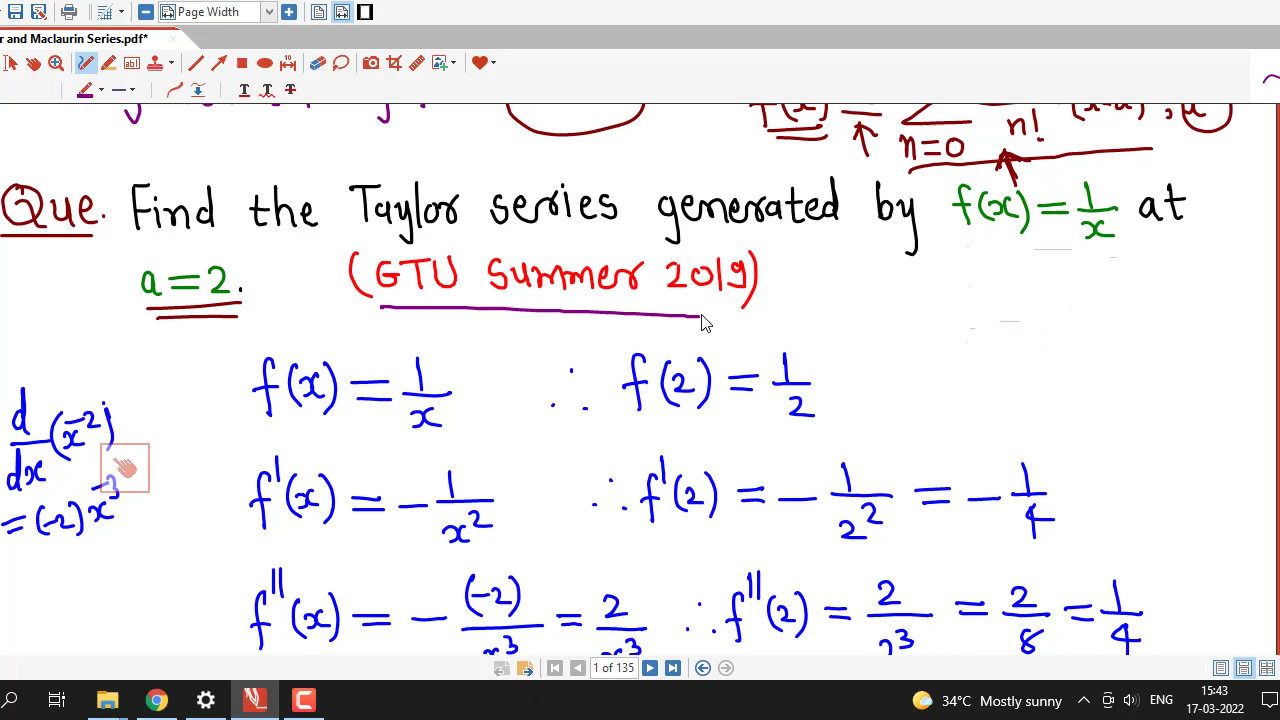 Page Width
r and Maclaurin Series.pdf*
n=0 n!
Que. Find the Taylor series generated by f(x) = 1/x at
a = 2. (GTU Summer 2019)
f(x) = 1/x ∴ f(2) = 1/2
d/dx (x^-2)
= (-2) x^-3
f'(x) = - 1/x^2 ∴ f'(2) = - 1/2^2 = - 1/4
f''(x) = - (-2)/x^3 = 2/x^3 ∴ f''(2) = 2/2^3 = 2/8 = 1/4
1 of 135
34°C Mostly sunny ENG 15:43
17-03-2022